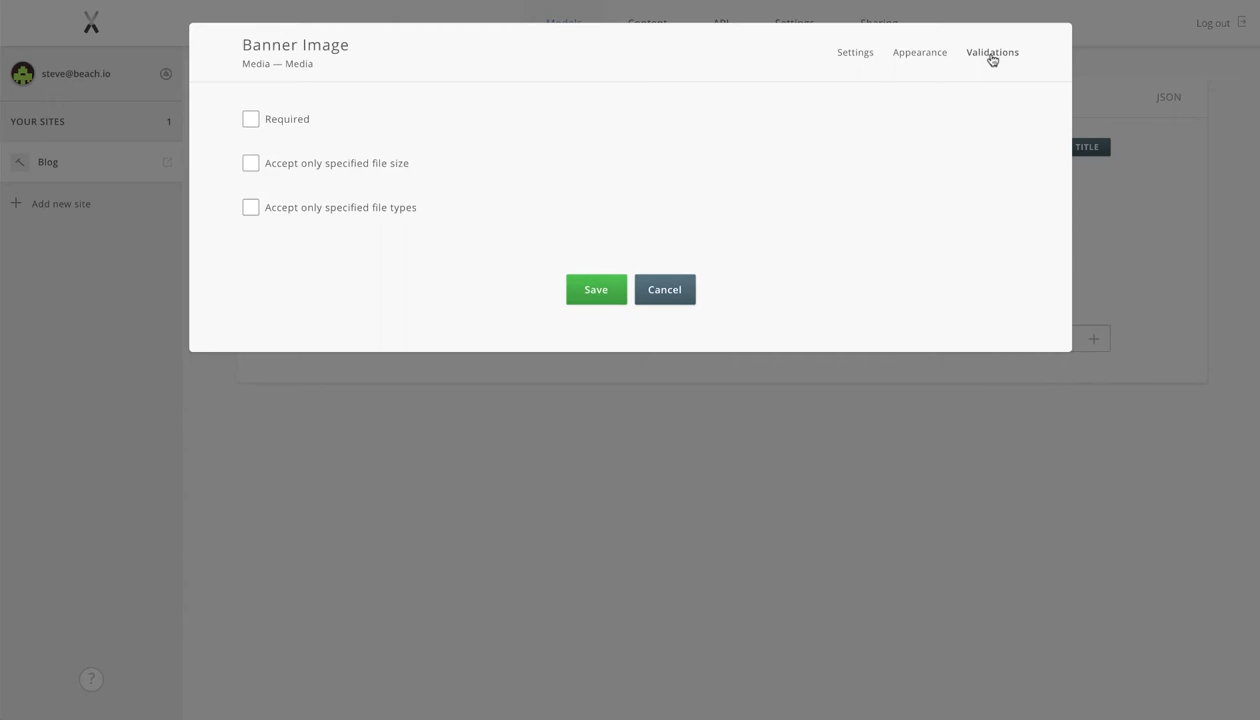 Models Content API Settings Sharing
Log out
Banner Image
Media — Media
Settings Appearance Validations
steve@beach.io
YOUR SITES 1
Blog
Add new site
JSON
TITLE
Required
Accept only specified file size
Accept only specified file types
Save Cancel
?